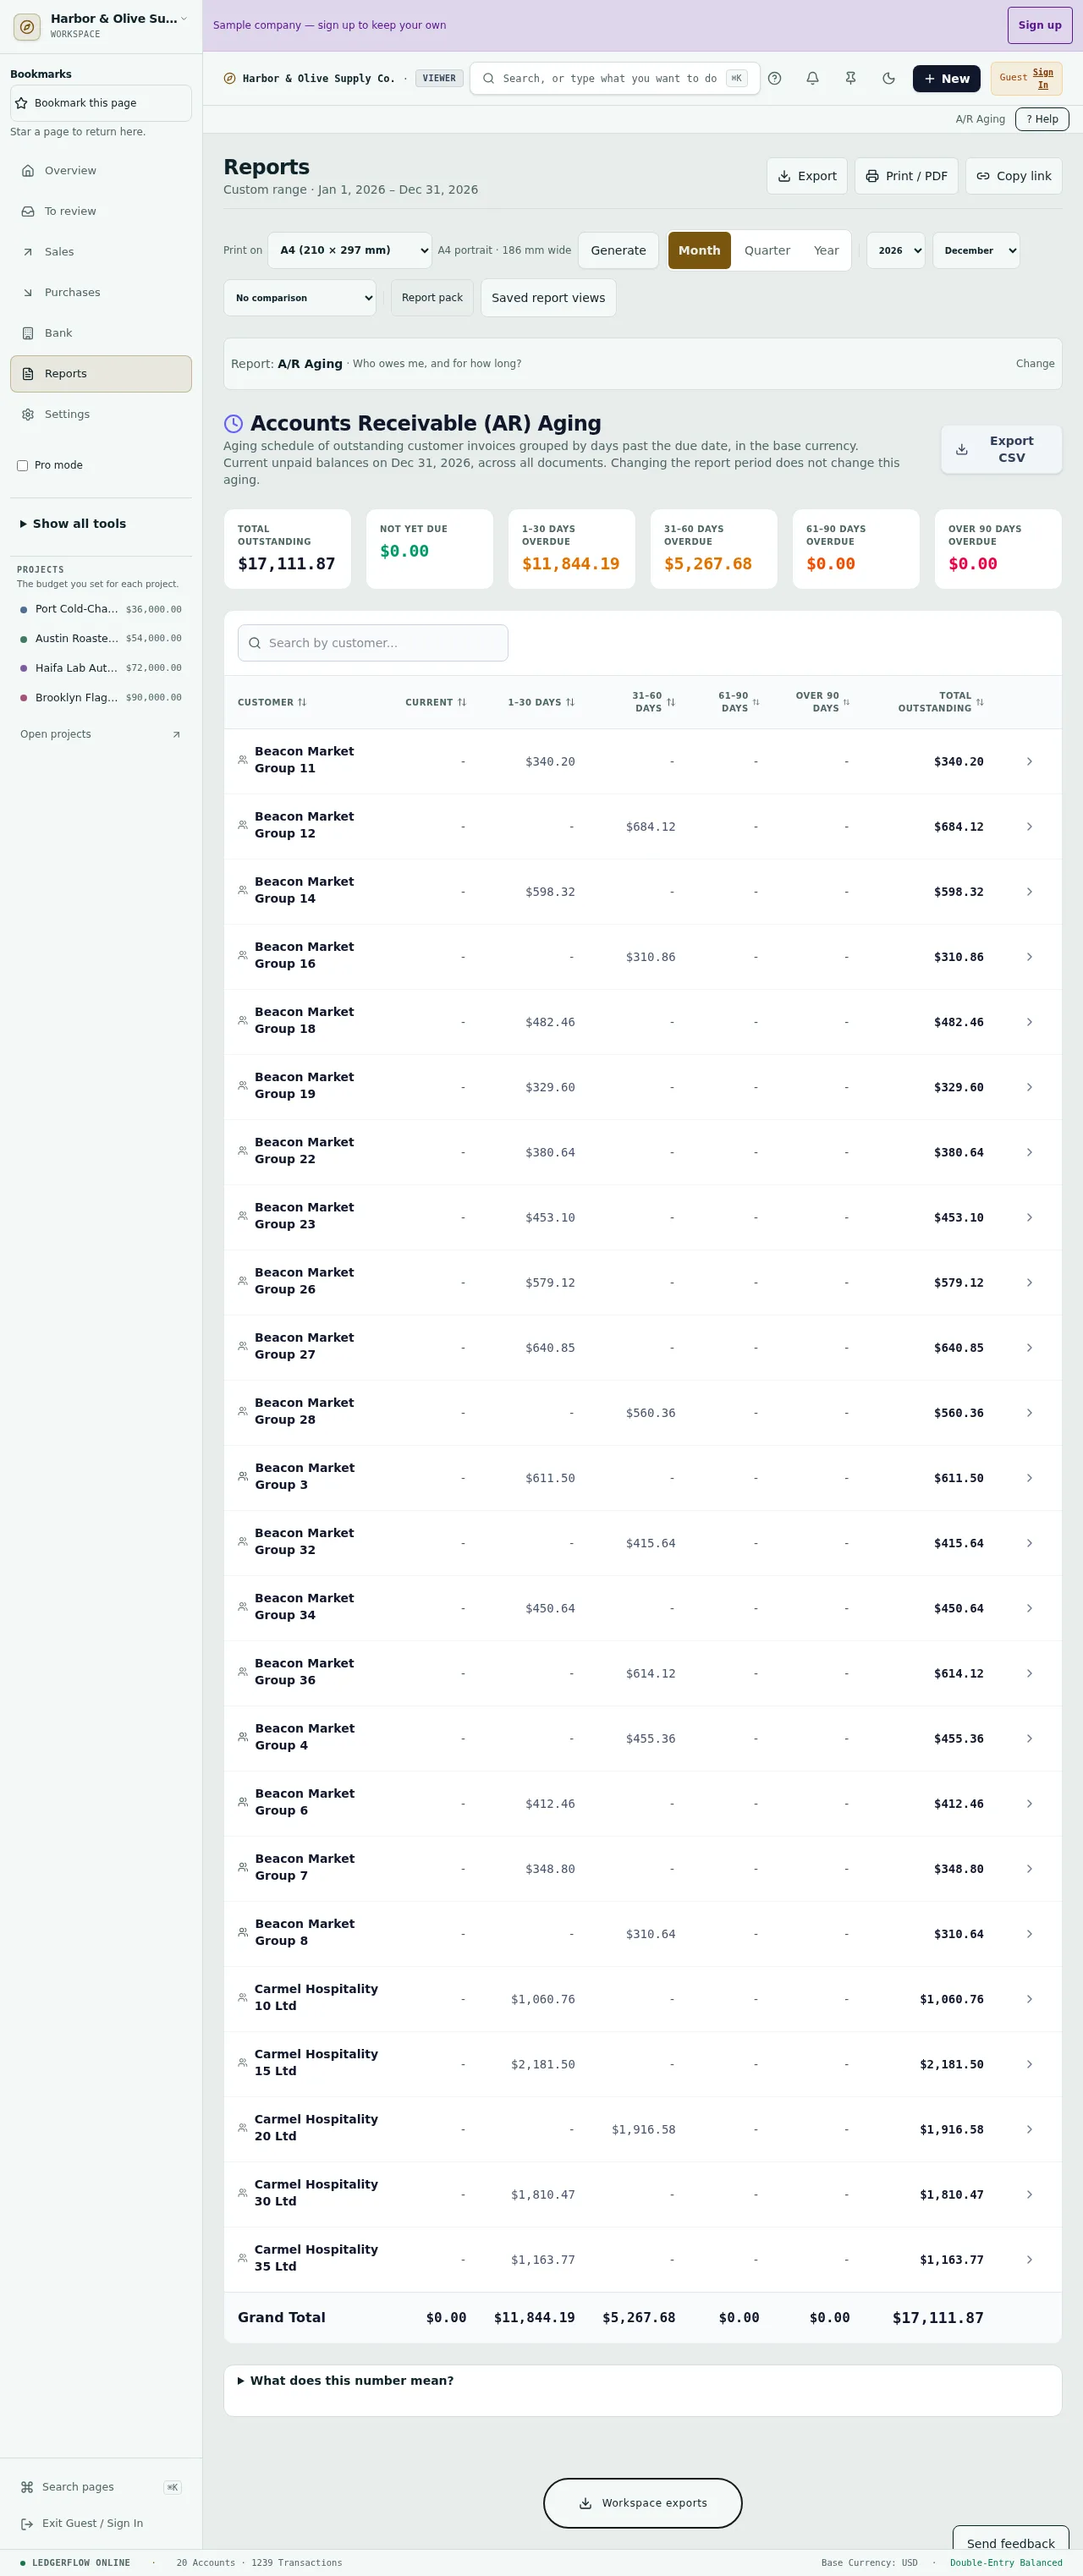 Harbor & Olive Su...
WORKSPACE
Bookmarks
Bookmark this page
Star a page to return here.
Overview
To review
Sales
Purchases
Bank
Reports
Settings
Pro mode
Show all tools
PROJECTS
The budget you set for each project.
Port Cold-Cha... $36,000.00
Austin Roaste... $54,000.00
Haifa Lab Aut... $72,000.00
Brooklyn Flag... $90,000.00
Open projects
Search pages ⌘K
Exit Guest / Sign In
Sample company — sign up to keep your own
Sign up
Harbor & Olive Supply Co. · VIEWER
Search, or type what you want to do ⌘K
+ New
Guest Sign In
A/R Aging
? Help
Reports
Custom range · Jan 1, 2026 – Dec 31, 2026
Export
Print / PDF
Copy link
Print on A4 (210 × 297 mm) A4 portrait · 186 mm wide Generate Month Quarter Year 2026 December
No comparison Report pack Saved report views
Report: A/R Aging · Who owes me, and for how long? Change
Accounts Receivable (AR) Aging
Aging schedule of outstanding customer invoices grouped by days past the due date, in the base currency.
Current unpaid balances on Dec 31, 2026, across all documents. Changing the report period does not change this
aging.
Export CSV
TOTAL OUTSTANDING $17,111.87
NOT YET DUE $0.00
1–30 DAYS OVERDUE $11,844.19
31–60 DAYS OVERDUE $5,267.68
61–90 DAYS OVERDUE $0.00
OVER 90 DAYS OVERDUE $0.00
Search by customer...
CUSTOMER CURRENT 1–30 DAYS 31–60 DAYS 61–90 DAYS OVER 90 DAYS TOTAL OUTSTANDING
Beacon Market Group 11 - $340.20 - - - $340.20
Beacon Market Group 12 - - $684.12 - - $684.12
Beacon Market Group 14 - $598.32 - - - $598.32
Beacon Market Group 16 - - $310.86 - - $310.86
Beacon Market Group 18 - $482.46 - - - $482.46
Beacon Market Group 19 - $329.60 - - - $329.60
Beacon Market Group 22 - $380.64 - - - $380.64
Beacon Market Group 23 - $453.10 - - - $453.10
Beacon Market Group 26 - $579.12 - - - $579.12
Beacon Market Group 27 - $640.85 - - - $640.85
Beacon Market Group 28 - - $560.36 - - $560.36
Beacon Market Group 3 - $611.50 - - - $611.50
Beacon Market Group 32 - - $415.64 - - $415.64
Beacon Market Group 34 - $450.64 - - - $450.64
Beacon Market Group 36 - - $614.12 - - $614.12
Beacon Market Group 4 - - $455.36 - - $455.36
Beacon Market Group 6 - $412.46 - - - $412.46
Beacon Market Group 7 - $348.80 - - - $348.80
Beacon Market Group 8 - - $310.64 - - $310.64
Carmel Hospitality 10 Ltd - $1,060.76 - - - $1,060.76
Carmel Hospitality 15 Ltd - $2,181.50 - - - $2,181.50
Carmel Hospitality 20 Ltd - - $1,916.58 - - $1,916.58
Carmel Hospitality 30 Ltd - $1,810.47 - - - $1,810.47
Carmel Hospitality 35 Ltd - $1,163.77 - - - $1,163.77
Grand Total $0.00 $11,844.19 $5,267.68 $0.00 $0.00 $17,111.87
What does this number mean?
Workspace exports
Send feedback
LEDGERFLOW ONLINE · 20 Accounts · 1239 Transactions
Base Currency: USD · Double-Entry Balanced